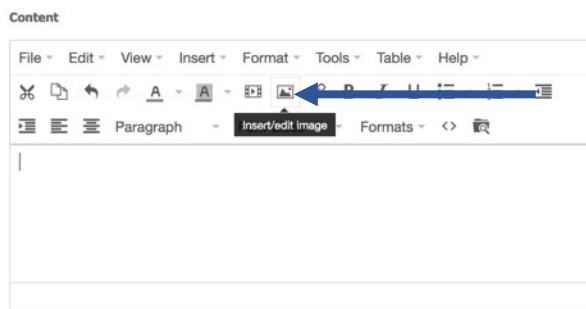 Content
File Edit View Insert Format Tools Table Help
A A B I U
Paragraph Insert/edit image Formats <>